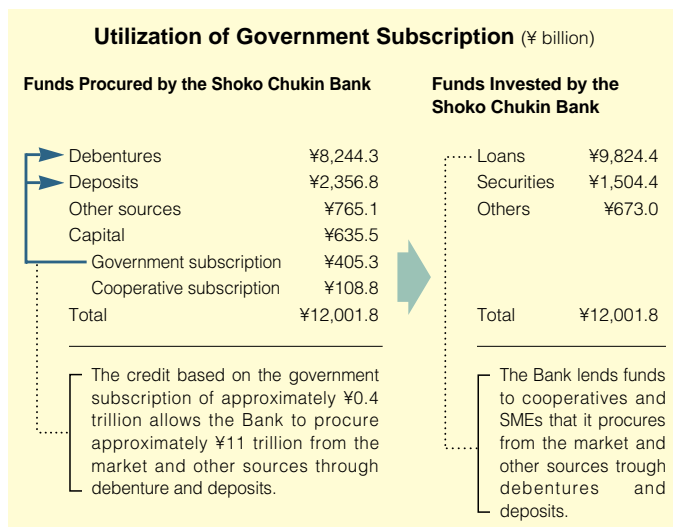 Utilization of Government Subscription (¥ billion)
Funds Procured by the Shoko Chukin Bank
Debentures ¥8,244.3
Deposits ¥2,356.8
Other sources ¥765.1
Capital ¥635.5
Government subscription ¥405.3
Cooperative subscription ¥108.8
Total ¥12,001.8
The credit based on the government
subscription of approximately ¥0.4
trillion allows the Bank to procure
approximately ¥11 trillion from the
market and other sources through
debenture and deposits.
Funds Invested by the
Shoko Chukin Bank
Loans ¥9,824.4
Securities ¥1,504.4
Others ¥673.0
Total ¥12,001.8
The Bank lends funds
to cooperatives and
SMEs that it procures
from the market and
other sources trough
debentures and
deposits.